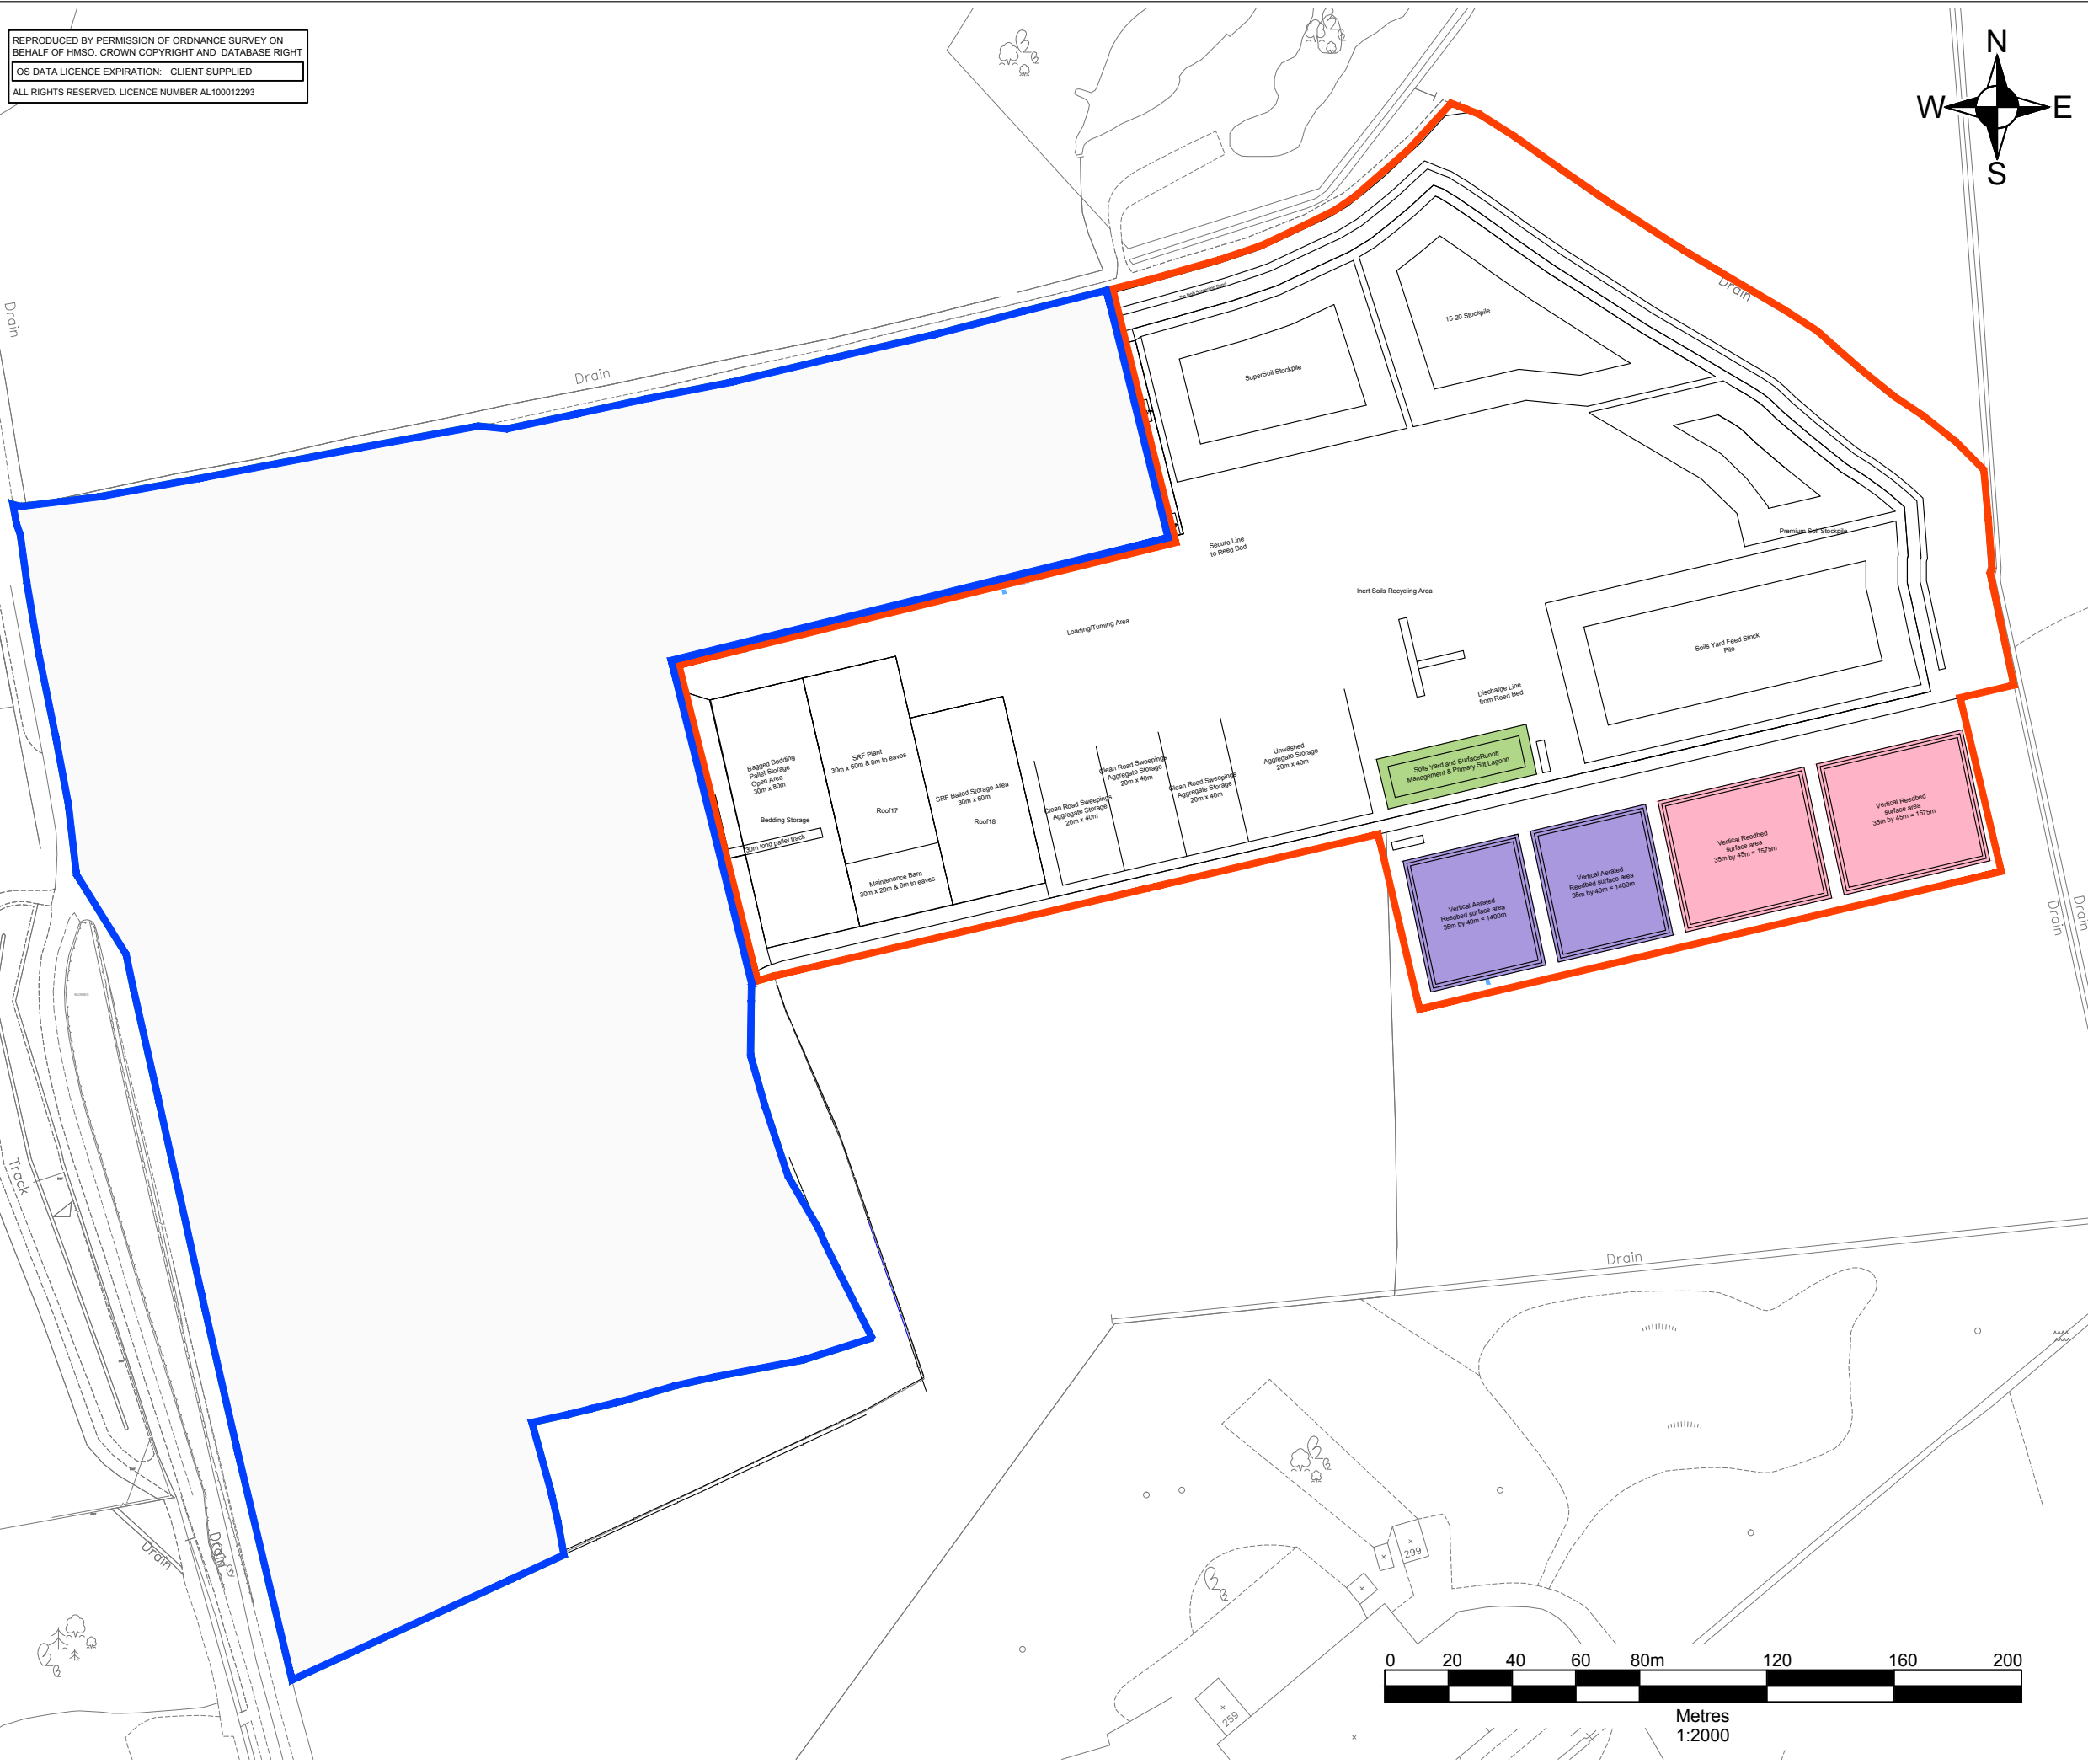 REPRODUCED BY PERMISSION OF ORDNANCE SURVEY ON
BEHALF OF HMSO. CROWN COPYRIGHT AND DATABASE RIGHT
OS DATA LICENCE EXPIRATION: CLIENT SUPPLIED
ALL RIGHTS RESERVED. LICENCE NUMBER AL100012293
N
W E
S
Drain
Drain
Drain
15-20 Stockpile
SuperSoil Stockpile
Premium Soil Stockpile
Secure Line
to Reed Bed
Inert Soils Recycling Area
Loading/Turning Area
Soils Yard Feed Stock
Pile
Discharge Line
from Reed Bed
Bagged Bedding
Pallet Storage
Open Area
30m x 80m
SRF Plant
30m x 60m & 8m to eaves
Roof17
SRF Bailed Storage Area
30m x 60m
Roof18
Bedding Storage
30m long pallet track
Maintenance Barn
30m x 20m & 8m to eaves
Clean Road Sweepings
Aggregate Storage
20m x 40m
Clean Road Sweepings
Aggregate Storage
20m x 40m
Clean Road Sweepings
Aggregate Storage
20m x 40m
Unwashed
Aggregate Storage
20m x 40m
Soils Yard and SurfaceRunoff
Management & Primary Silt Lagoon
Vertical Aerated
Reedbed surface area
35m by 40m = 1400m
Vertical Aerated
Reedbed surface area
35m by 40m = 1400m
Vertical Reedbed
surface area
35m by 45m = 1575m
Vertical Reedbed
surface area
35m by 45m = 1575m
Drain
Drain
Track
Drain
Drain
Drain
299
259
0 20 40 60 80m 120 160 200
Metres
1:2000